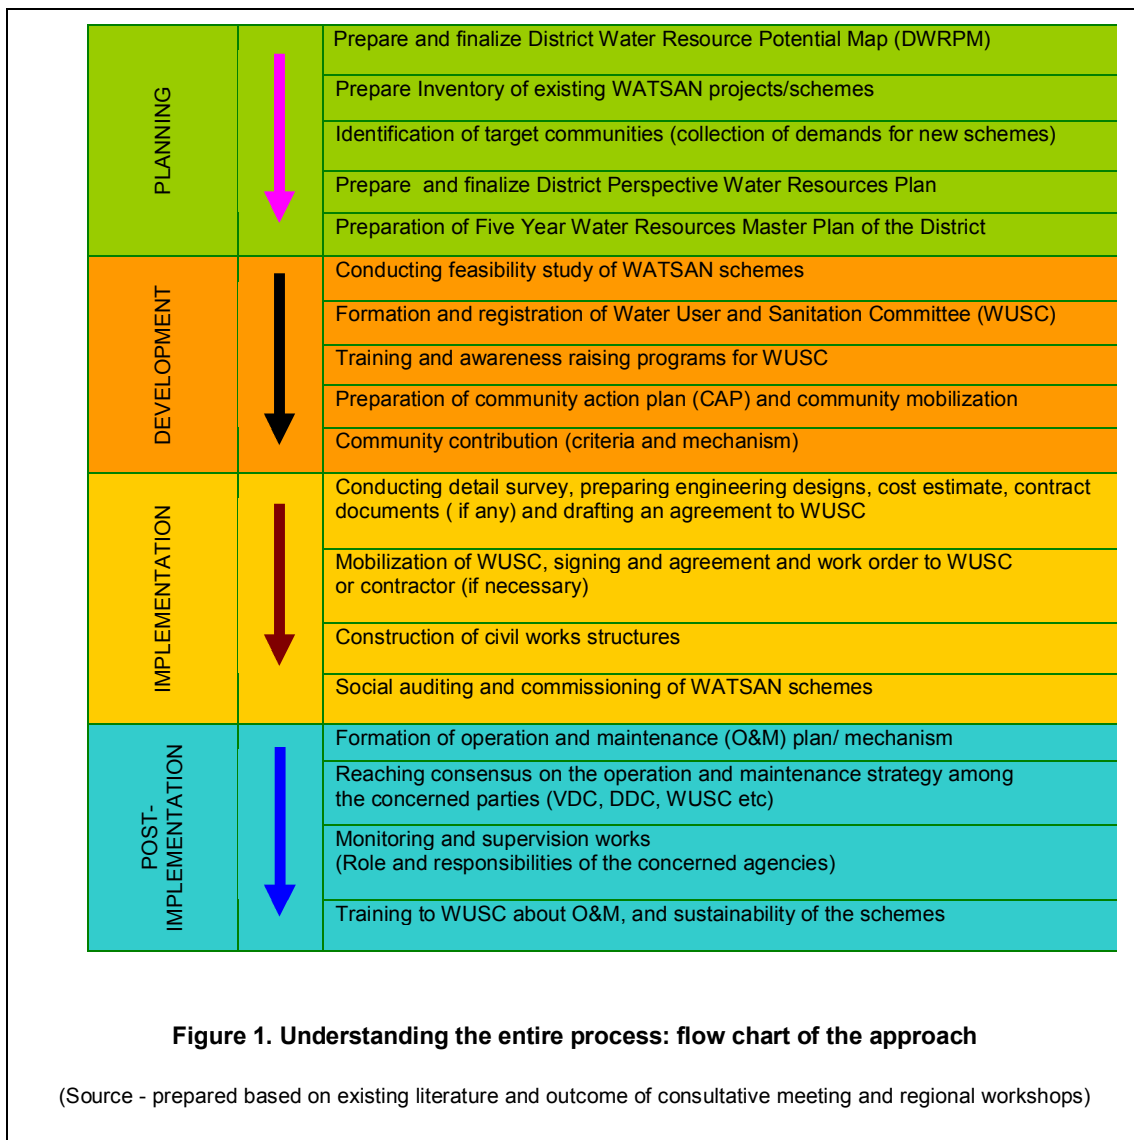 PLANNING
Prepare and finalize District Water Resource Potential Map (DWRPM)
Prepare Inventory of existing WATSAN projects/schemes
Identification of target communities (collection of demands for new schemes)
Prepare  and finalize District Perspective Water Resources Plan
Preparation of Five Year Water Resources Master Plan of the District
DEVELOPMENT
Conducting feasibility study of WATSAN schemes
Formation and registration of Water User and Sanitation Committee (WUSC)
Training and awareness raising programs for WUSC
Preparation of community action plan (CAP) and community mobilization
Community contribution (criteria and mechanism)
IMPLEMENTATION
Conducting detail survey, preparing engineering designs, cost estimate, contract
documents ( if any) and drafting an agreement to WUSC
Mobilization of WUSC, signing and agreement and work order to WUSC
or contractor (if necessary)
Construction of civil works structures
Social auditing and commissioning of WATSAN schemes
POST-
IMPLEMENTATION
Formation of operation and maintenance (O&M) plan/ mechanism
Reaching consensus on the operation and maintenance strategy among
the concerned parties (VDC, DDC, WUSC etc)
Monitoring and supervision works
(Role and responsibilities of the concerned agencies)
Training to WUSC about O&M, and sustainability of the schemes
Figure 1. Understanding the entire process: flow chart of the approach
(Source - prepared based on existing literature and outcome of consultative meeting and regional workshops)